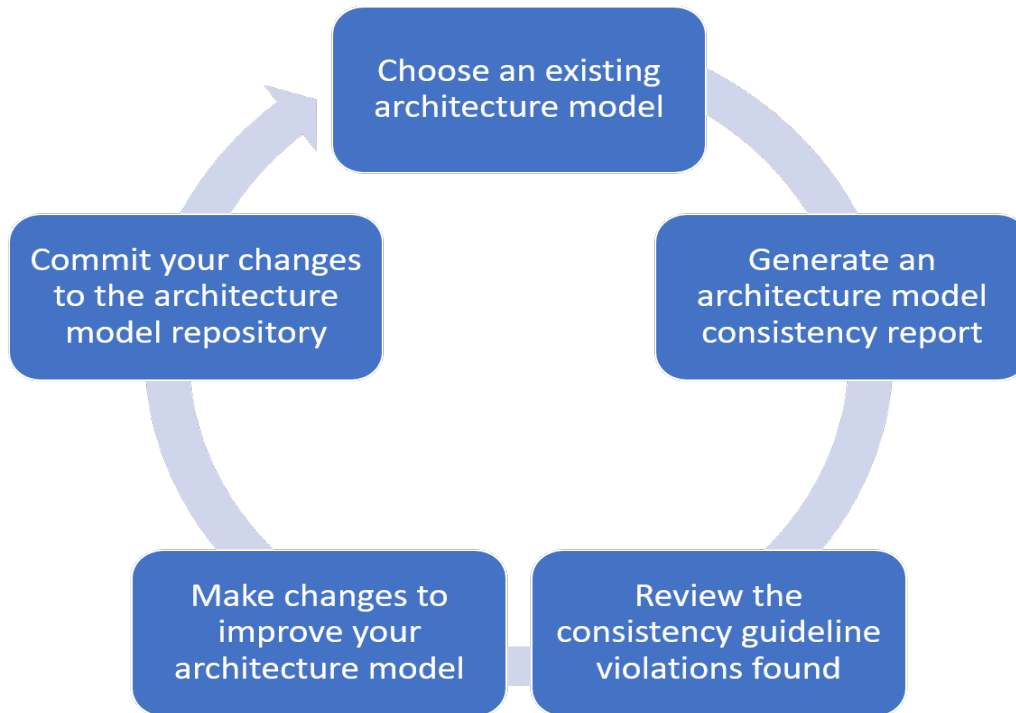 Choose an existing
architecture model
Generate an
architecture model
consistency report
Review the
consistency guideline
violations found
Make changes to
improve your
architecture model
Commit your changes
to the architecture
model repository